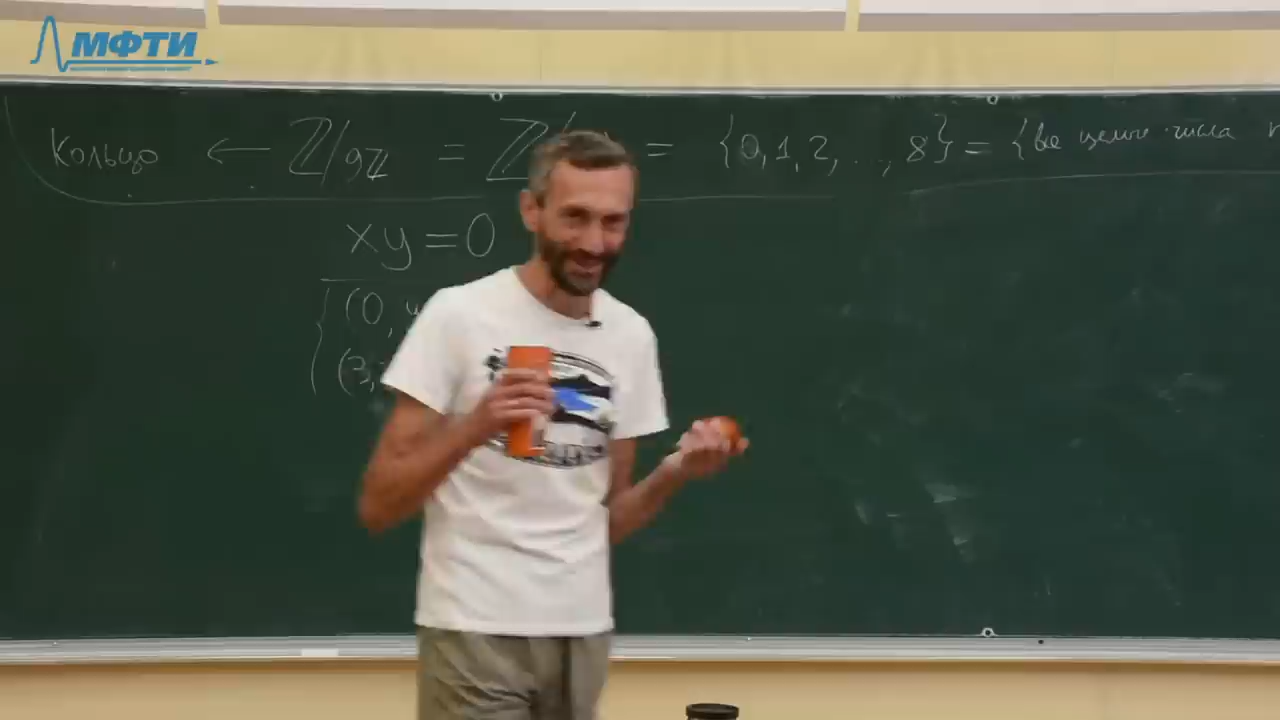 МФТИ
Кольцо ← ℤ/9ℤ = ℤ/ = {0, 1, 2, ..., 8} = {все целые числа
xy = 0
(0,
(3,